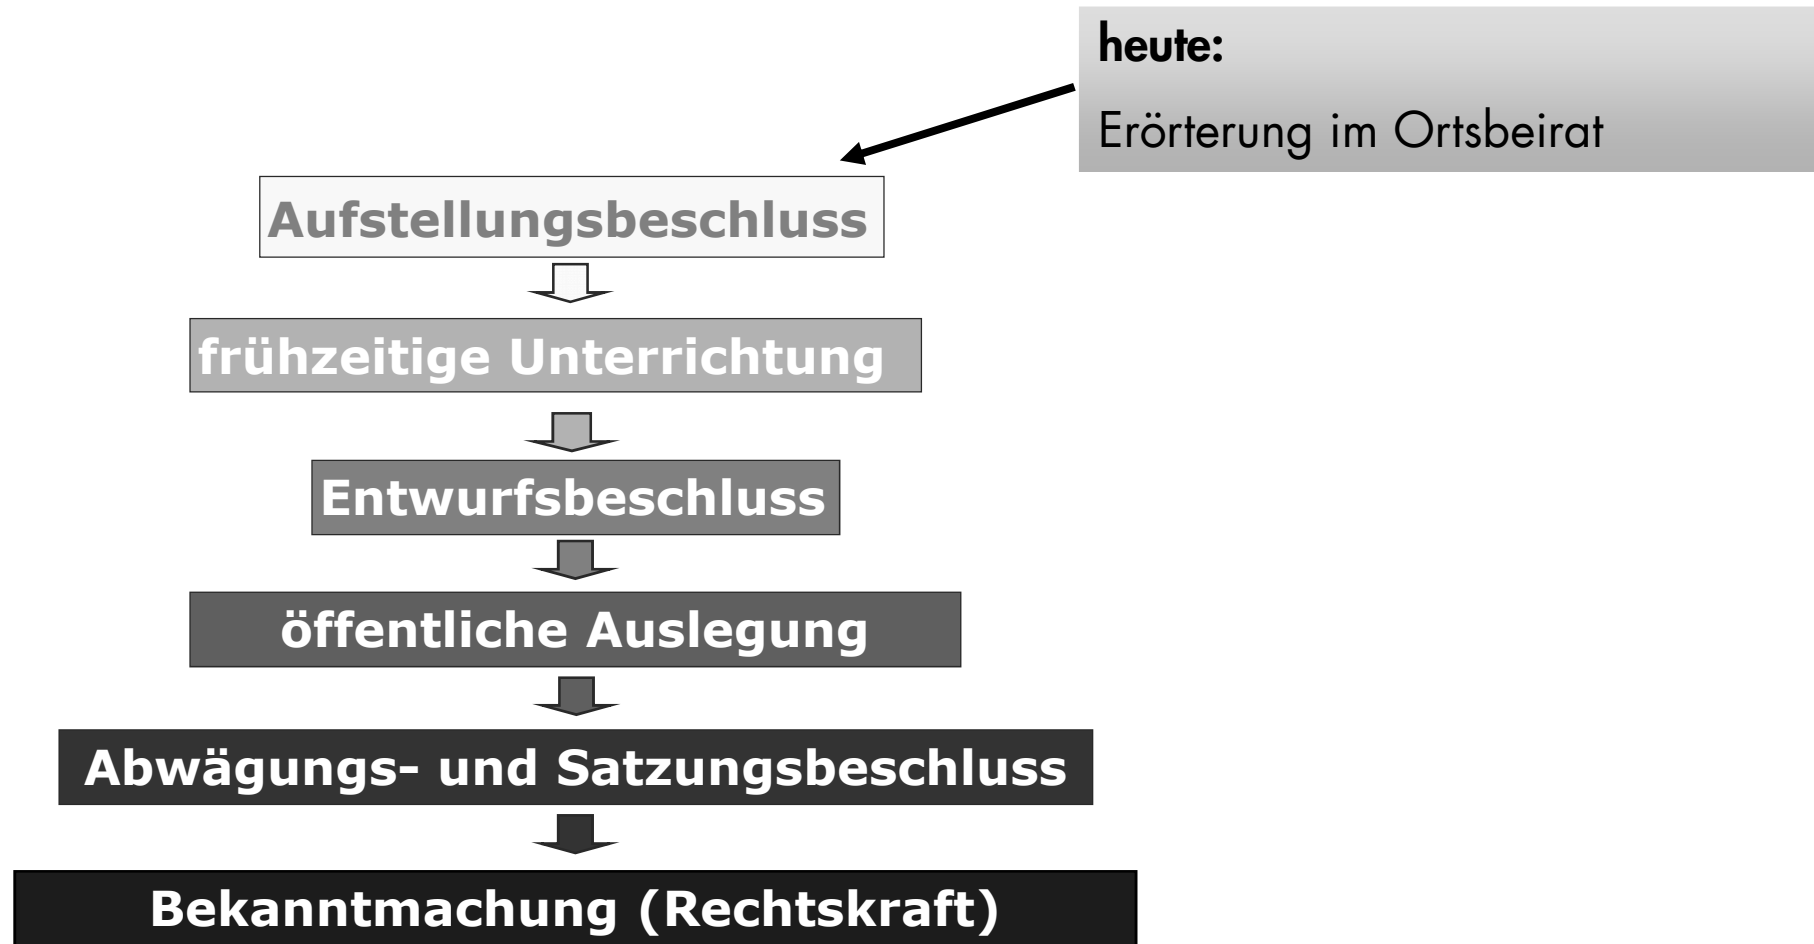 heute:
Erörterung im Ortsbeirat
Aufstellungsbeschluss
frühzeitige Unterrichtung
Entwurfsbeschluss
öffentliche Auslegung
Abwägungs- und Satzungsbeschluss
Bekanntmachung (Rechtskraft)